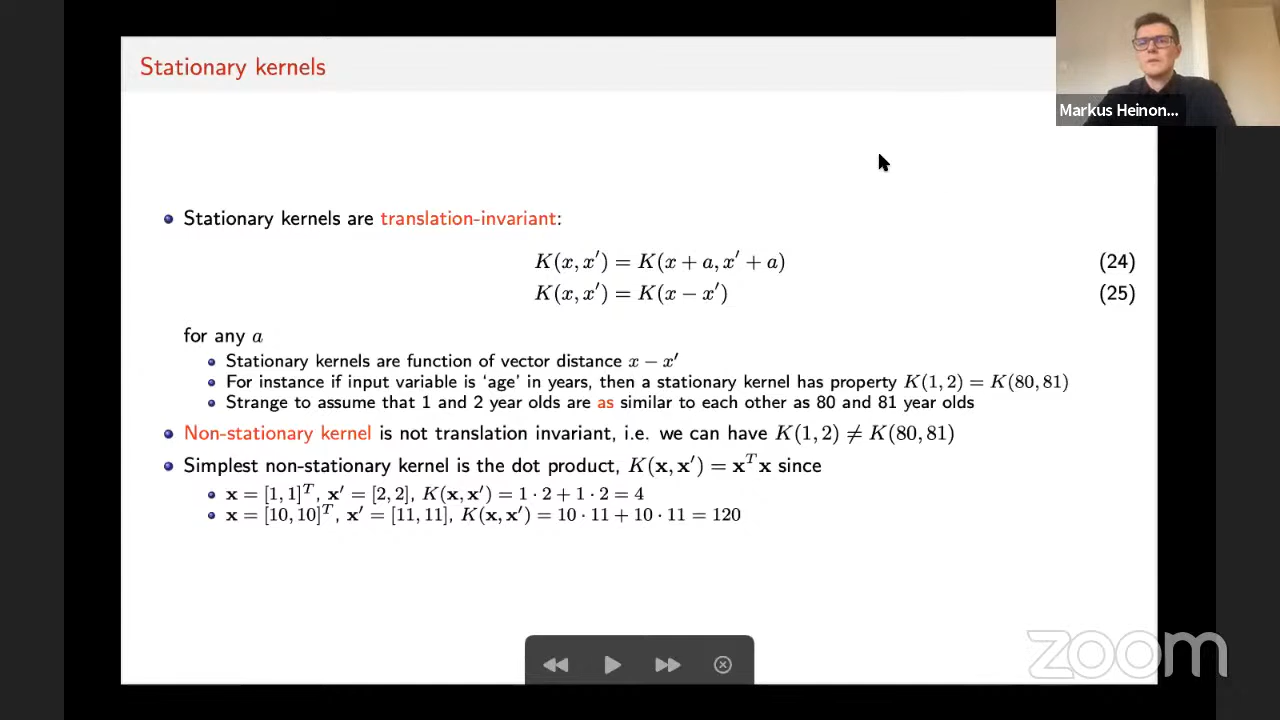 Stationary kernels
Markus Heinon...
Stationary kernels are translation-invariant:
K(x, x′) = K(x + a, x′ + a) (24)
K(x, x′) = K(x − x′) (25)
for any a
Stationary kernels are function of vector distance x − x′
For instance if input variable is ‘age’ in years, then a stationary kernel has property K(1, 2) = K(80, 81)
Strange to assume that 1 and 2 year olds are as similar to each other as 80 and 81 year olds
Non-stationary kernel is not translation invariant, i.e. we can have K(1, 2) ≠ K(80, 81)
Simplest non-stationary kernel is the dot product, K(x, x′) = xᵀx since
x = [1, 1]ᵀ, x′ = [2, 2], K(x, x′) = 1 · 2 + 1 · 2 = 4
x = [10, 10]ᵀ, x′ = [11, 11], K(x, x′) = 10 · 11 + 10 · 11 = 120
zoom